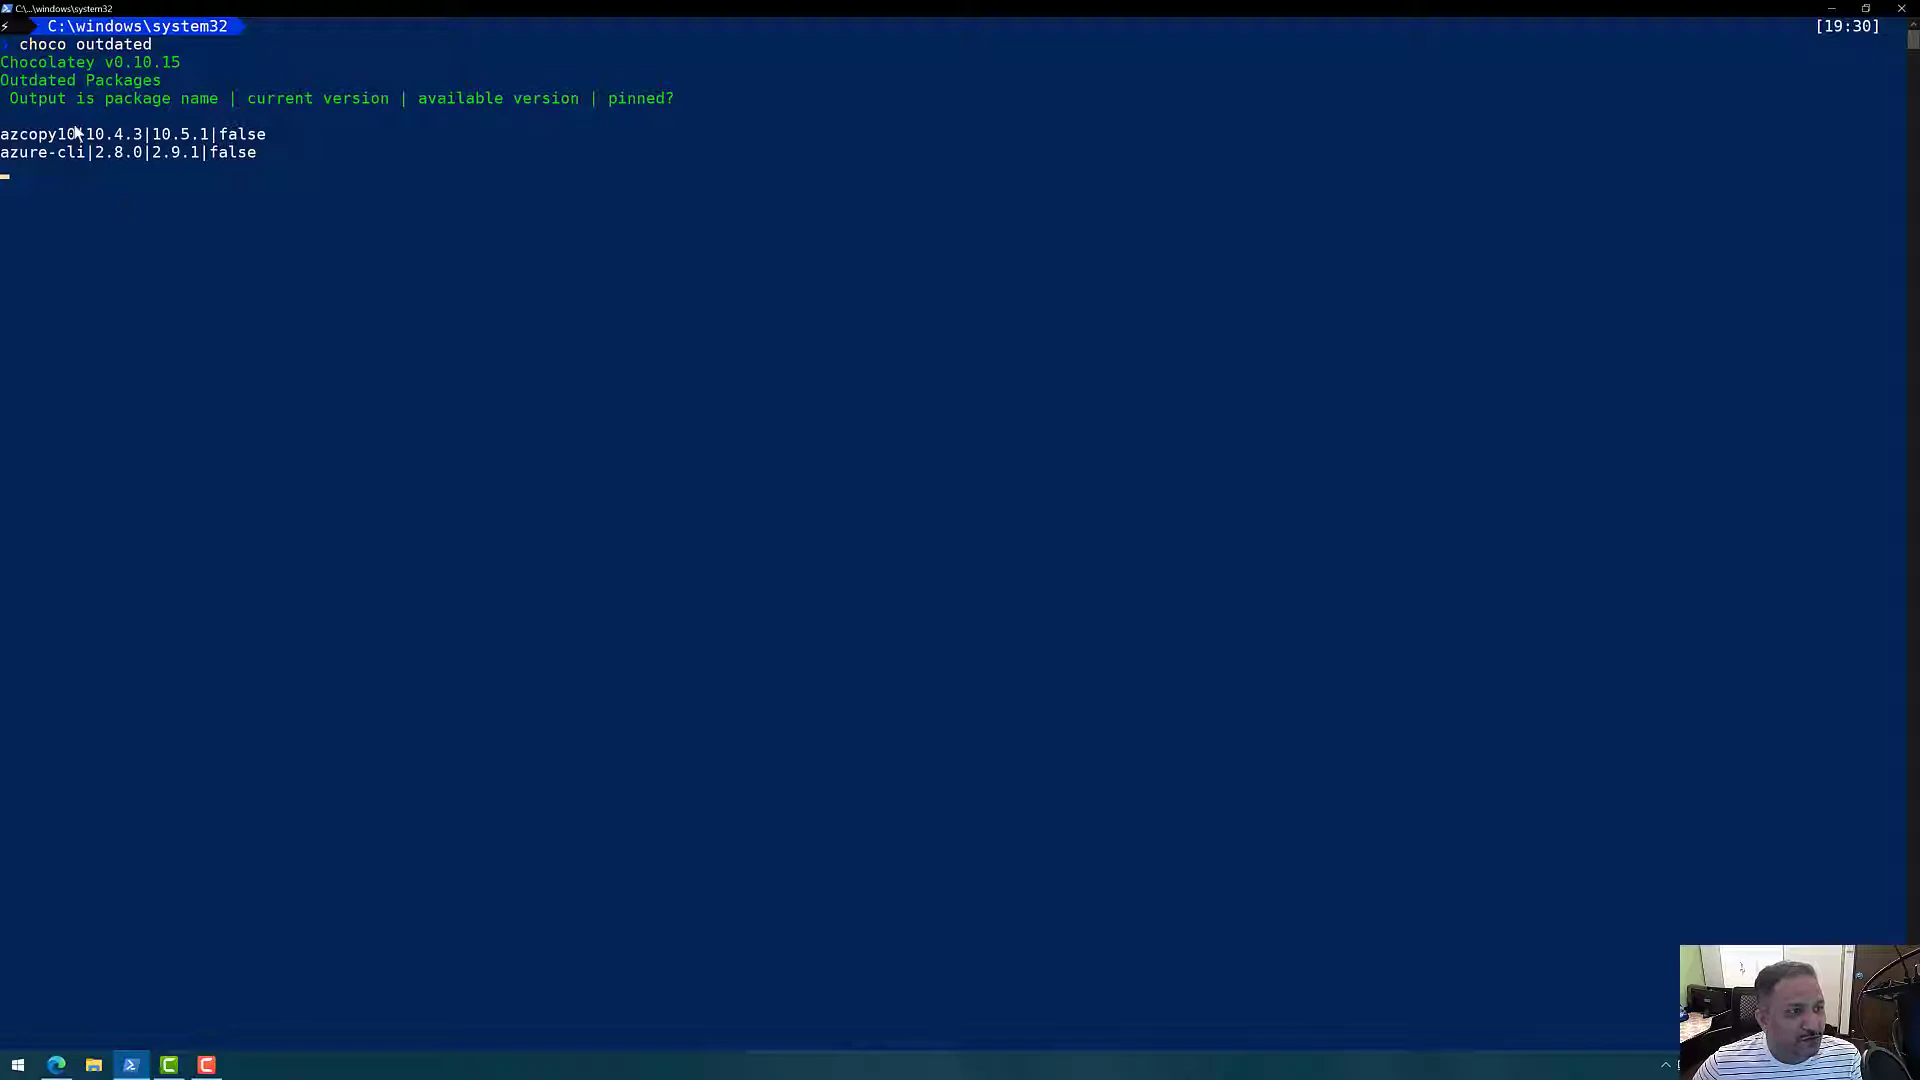 C:\...\windows\system32
C:\windows\system32
[19:30]
choco outdated
Chocolatey v0.10.15
Outdated Packages
Output is package name | current version | available version | pinned?
azcopy10|10.4.3|10.5.1|false
azure-cli|2.8.0|2.9.1|false